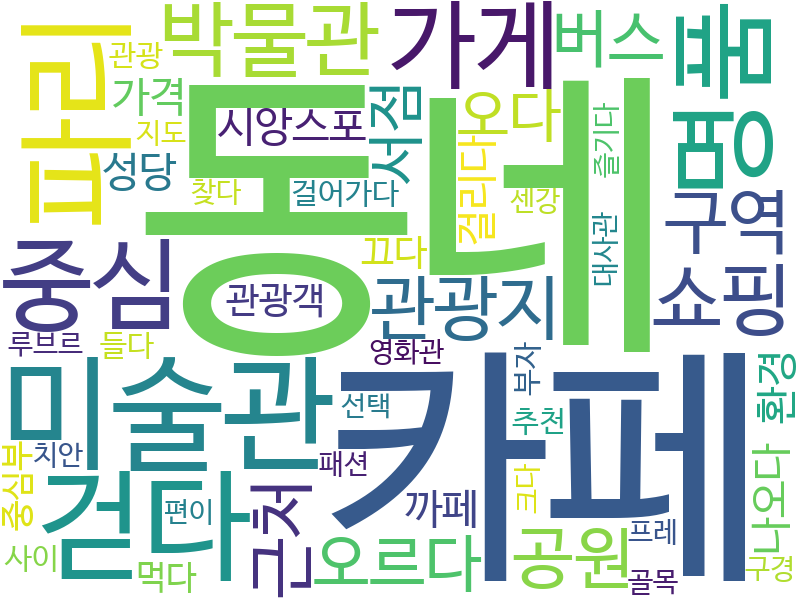 박물관
가게
버스
명품
파리
관광
가격
지도
동네
시앙스포
서점
오다
즐기다
성당
찾다
걸어가다
걸리다
센강
구역
중심
끄다
대사관
관광객
관광지
쇼핑
루브르
들다
영화관
미술관
카페
부자
환경
선택
추천
중심부
치안
패션
걷다
편이
근처
까페
크다
나오다
프레
사이
먹다
오르다
공원
골목
구경